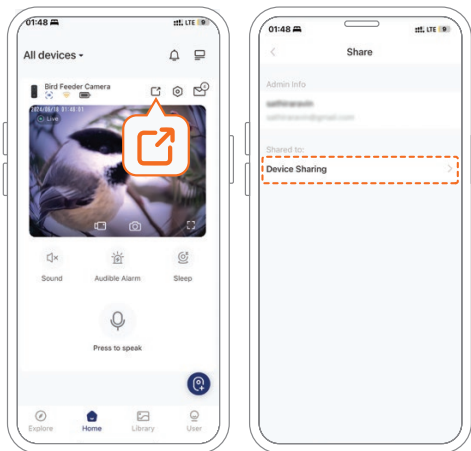 01:48
LTE 59
All devices
Bird Feeder Camera
Live
Sound
Audible Alarm
Sleep
Press to speak
Explore
Home
Library
User
01:48
LTE
Share
Admin Info
Shared to:
Device Sharing